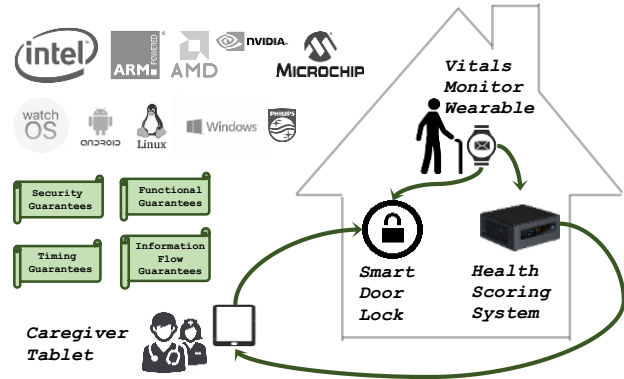 intel
ARM POWERED
AMD
NVIDIA
MICROCHIP
watch
OS
android
Linux
Windows
PHILIPS
Security
Guarantees
Functional
Guarantees
Timing
Guarantees
Information
Flow
Guarantees
Vitals
Monitor
Wearable
Smart
Door
Lock
Health
Scoring
System
Caregiver
Tablet